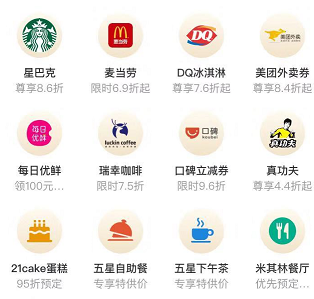 M
麦当劳
DQ
美团外卖
星巴克
麦当劳
DQ冰淇淋
美团外卖券
尊享8.6折
限时6.9折起
尊享7.6折起
尊享8.4折起
每日
优鲜
luckin coffee
口碑
koubei
真功夫
每日优鲜
瑞幸咖啡
口碑立减券
真功夫
领100元...
限时7.5折
限时9.6折
尊享4.4折起
21cake蛋糕
五星自助餐
五星下午茶
米其林餐厅
95折预定
专享特供价
专享特供价
优先预定...